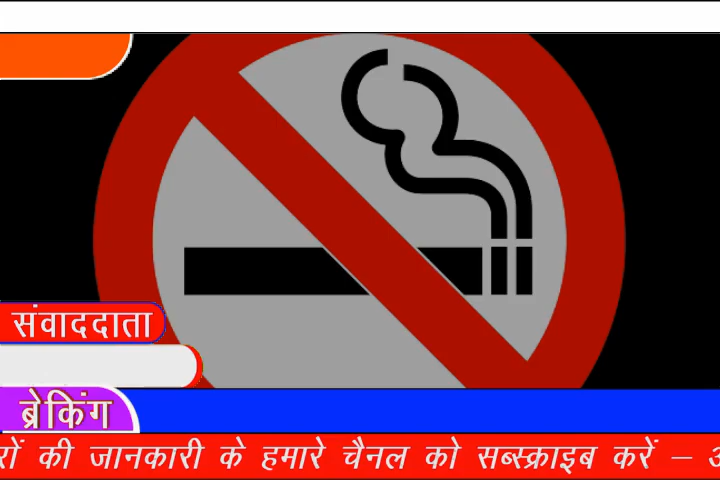 संवाददाता
ब्रेकिंग
की जानकारी के हमारे चैनल को सब्स्क्राइब करें –